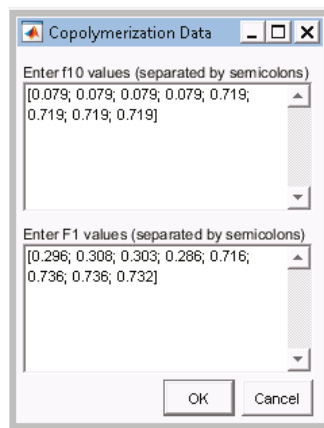 Copolymerization Data
Enter f10 values (separated by semicolons)
[0.079; 0.079; 0.079; 0.079; 0.719;
0.719; 0.719; 0.719]
Enter F1 values (separated by semicolons)
[0.296; 0.308; 0.303; 0.286; 0.716;
0.736; 0.736; 0.732]
OK Cancel